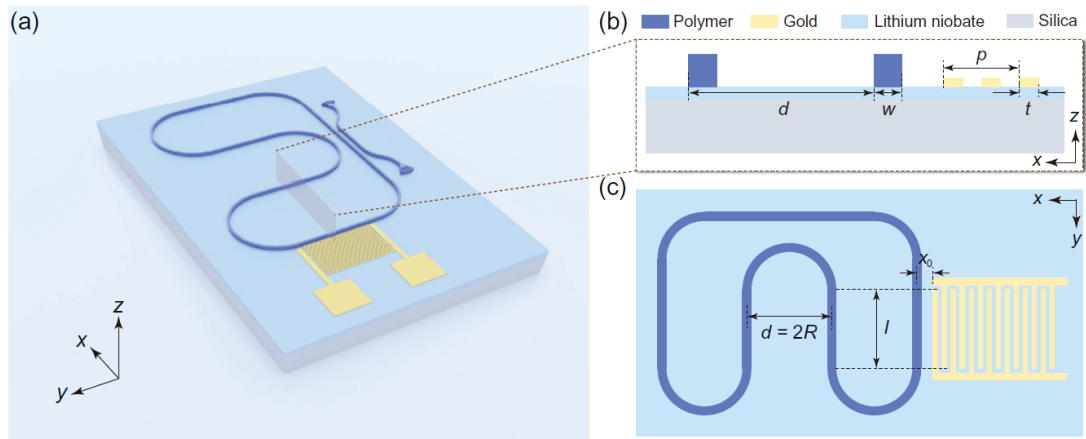 (a)
z
x
y
(b)
Polymer Gold Lithium niobate Silica
p
d
w
t
z
x
(c)
x
y
x₀
d = 2R
l